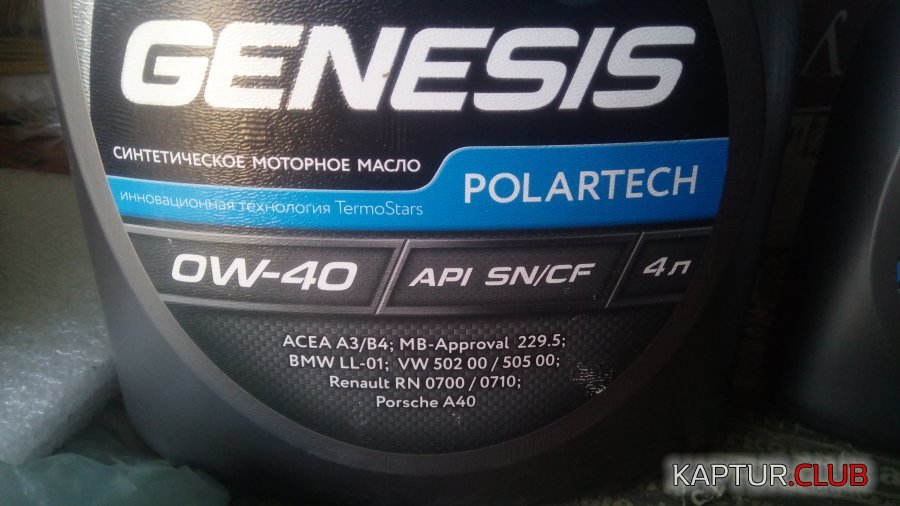 GENESIS
СИНТЕТИЧЕСКОЕ МОТОРНОЕ МАСЛО
POLARTECH
инновационная технология TermoStars
0W-40
API SN/CF
4 л
ACEA A3/B4; MB-Approval 229.5;
BMW LL-01; VW 502 00 / 505 00;
Renault RN 0700 / 0710;
Porsche A40
KAPTUR.CLUB